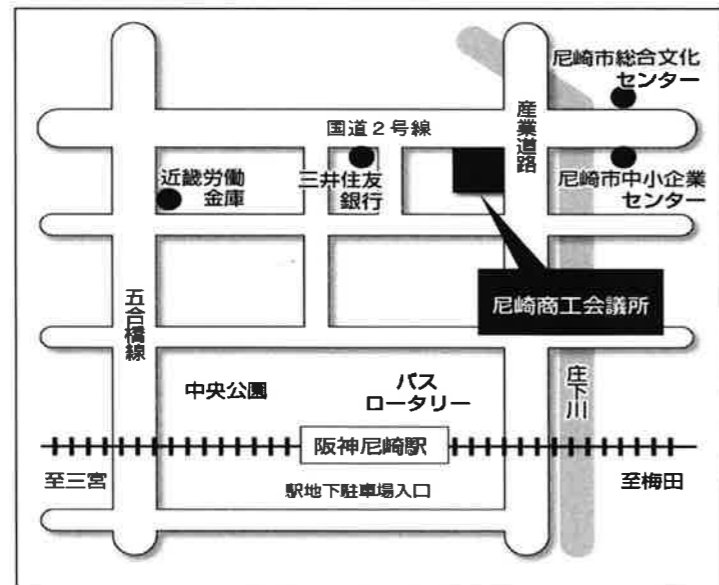 尼崎市総合文化
センター
国道2号線
産業道路
近畿労働
金庫
三井住友
銀行
尼崎市中小企業
センター
尼崎商工会議所
五合橋線
中央公園
バス
ロータリー
庄下川
阪神尼崎駅
至三宮
駅地下駐車場入口
至梅田